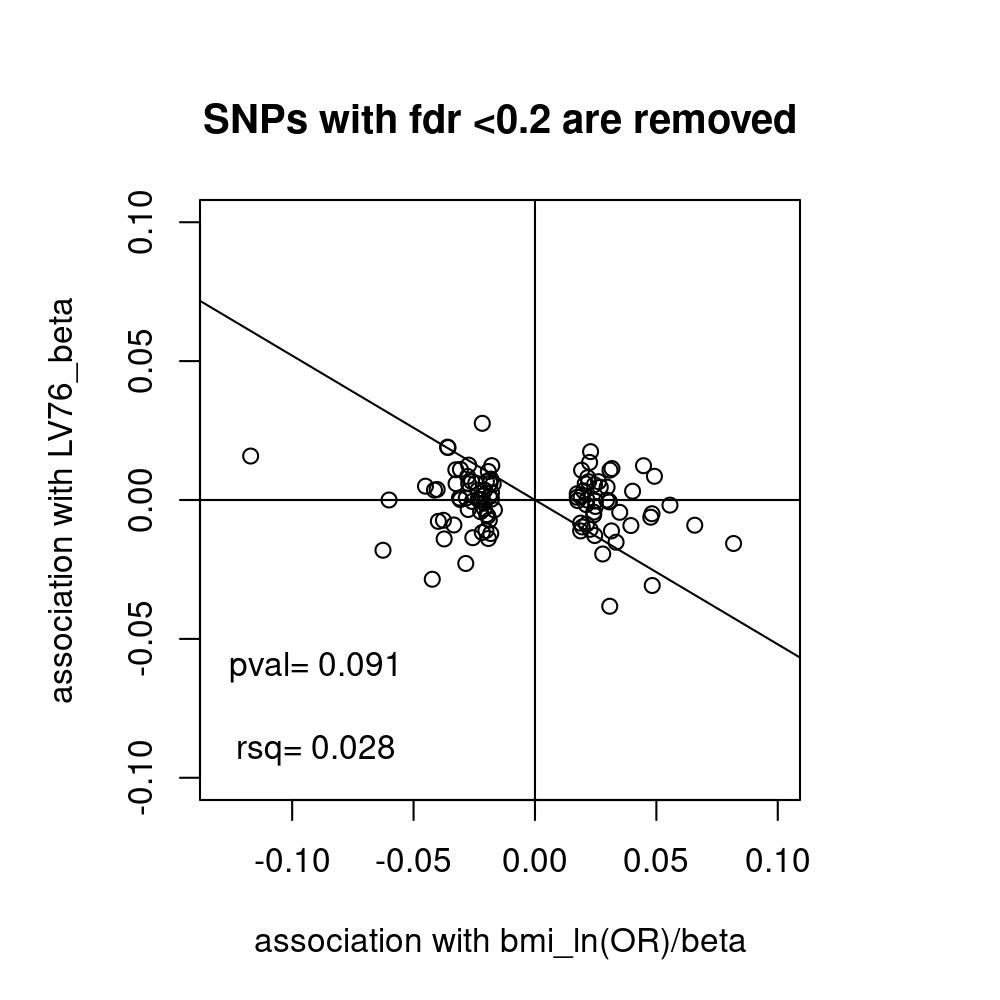 SNPs with fdr <0.2 are removed
association with LV76_beta
0.10
0.05
0.00
-0.05
-0.10
pval= 0.091
rsq= 0.028
-0.10 -0.05 0.00 0.05 0.10
association with bmi_ln(OR)/beta